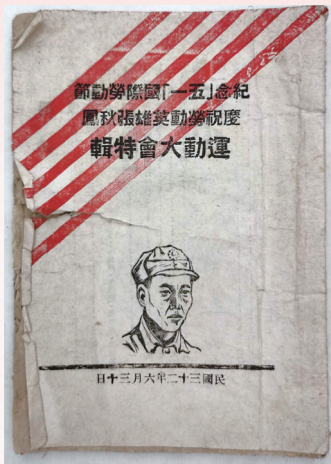 紀念「五一」國際勞動節
慶祝勞動英雄張秋鳳
運動大會特輯
民國三十二年六月三十日